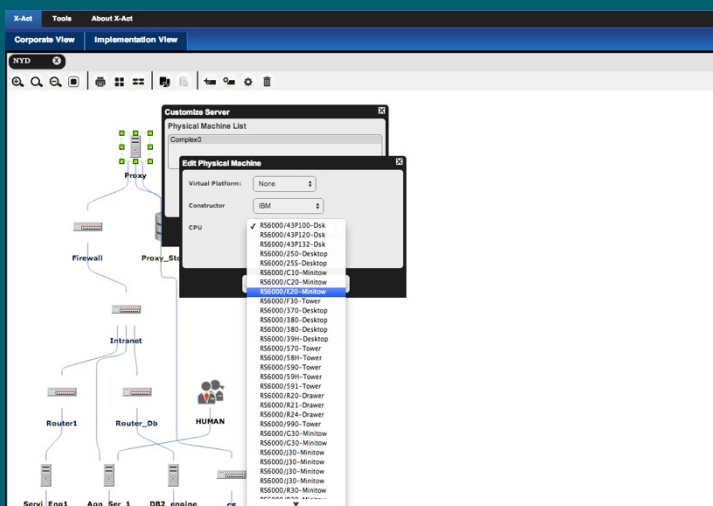 X-Act Tools About X-Act
Corporate View Implementation View
NYD
Customize Server
Physical Machine List
Complex0
Edit Physical Machine
Virtual Platform: None
Constructor IBM
CPU
✓ RS6000/43P100-Dsk
RS6000/43P120-Dsk
RS6000/43P132-Dsk
RS6000/250-Desktop
RS6000/25S-Desktop
RS6000/C10-Minitow
RS6000/C20-Minitow
RS6000/E20-Minitow
RS6000/F30-Tower
RS6000/370-Desktop
RS6000/380-Desktop
RS6000/380-Desktop
RS6000/39H-Desktop
RS6000/570-Tower
RS6000/58H-Tower
RS6000/590-Tower
RS6000/59H-Tower
RS6000/591-Tower
RS6000/R20-Drawer
RS6000/R21-Drawer
RS6000/R24-Drawer
RS6000/990-Tower
RS6000/G30-Minitow
RS6000/G30-Minitow
RS6000/J30-Minitow
RS6000/J30-Minitow
RS6000/J30-Minitow
RS6000/J30-Minitow
RS6000/R30-Minitow
Proxy
Firewall
Intranet
Router1 Router_Db HUMAN
Servi_Eng1 App_Ser_1 DB2_engine